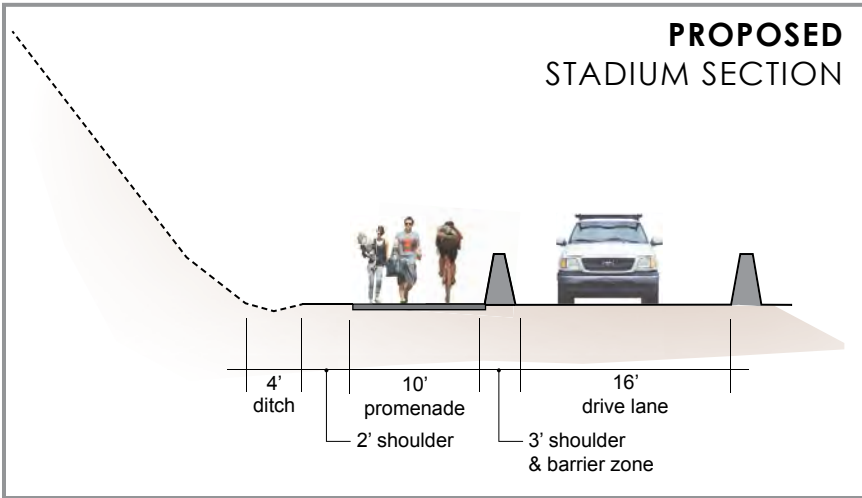 PROPOSED
STADIUM SECTION
4’
ditch
10’
promenade
16’
drive lane
2’ shoulder
3’ shoulder
& barrier zone